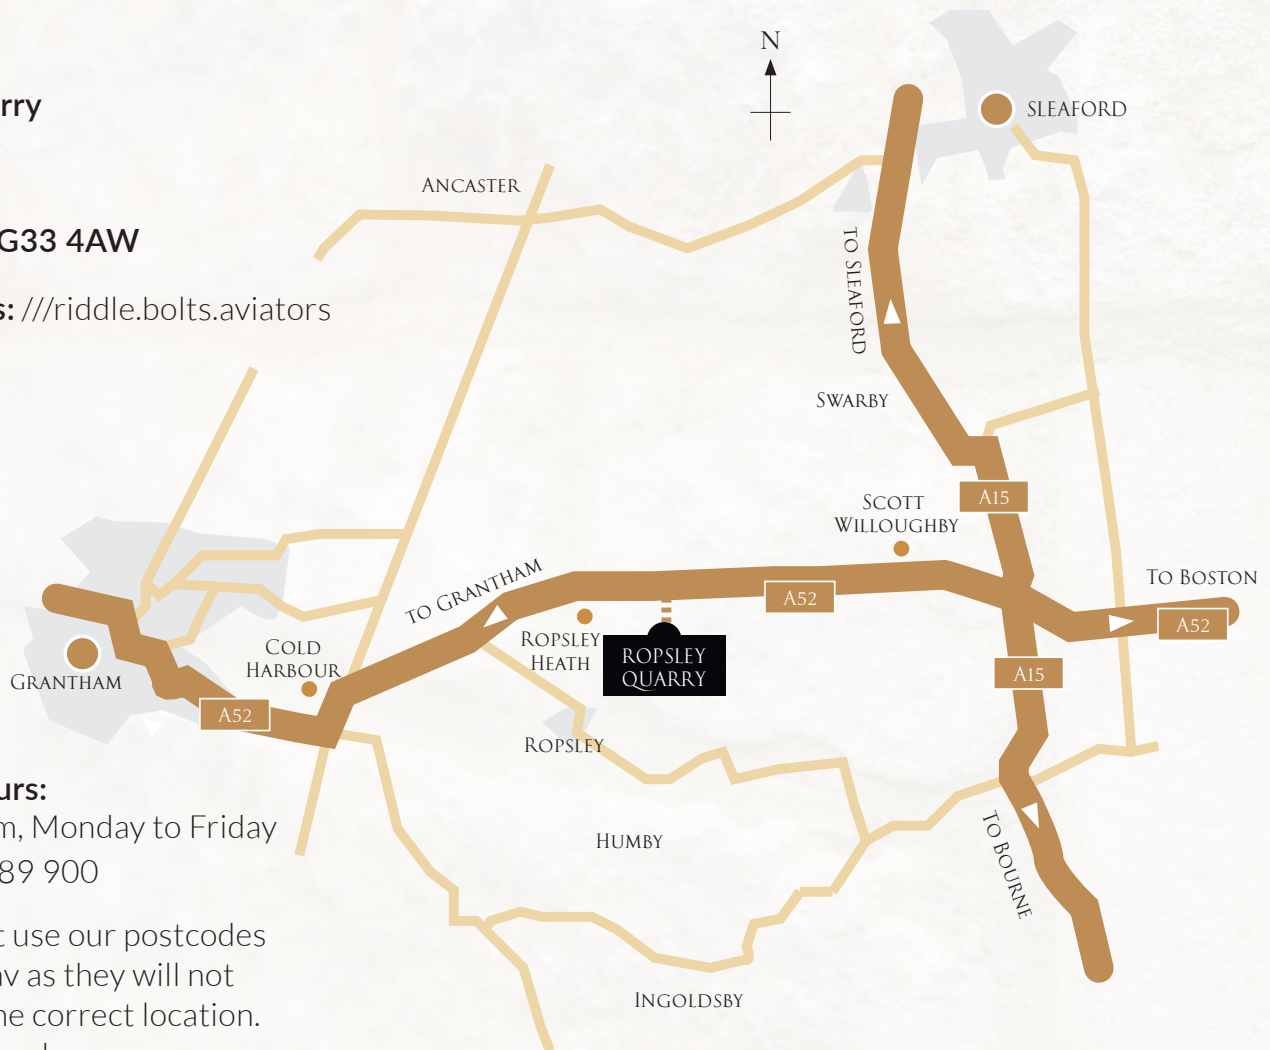 rry
G33 4AW
s: ///riddle.bolts.aviators
urs:
m, Monday to Friday
89 900
t use our postcodes
av as they will not
he correct location.
N
SLEAFORD
ANCASTER
TO SLEAFORD
SWARBY
A15
SCOTT
WILLOUGHBY
TO GRANTHAM
TO BOSTON
A52
A52
COLD
HARBOUR
ROPSLEY
HEATH
ROPSLEY
QUARRY
GRANTHAM
A15
A52
ROPSLEY
HUMBY
TO BOURNE
INGOLDSBY